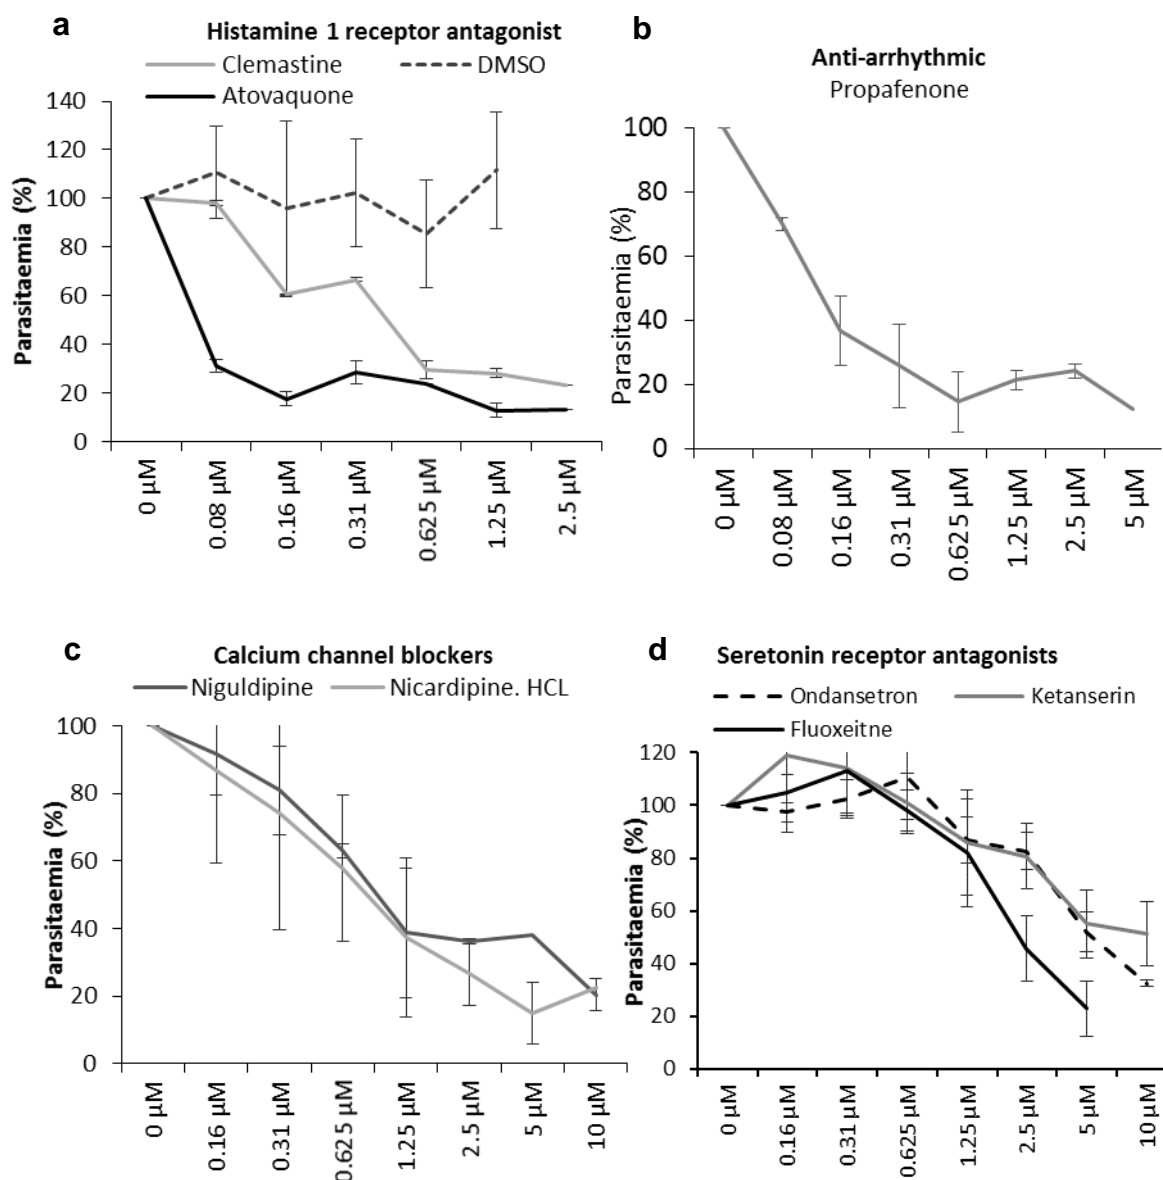 a
Histamine 1 receptor antagonist
Clemastine
DMSO
Atovaquone
Parasitaemia (%)
140
120
100
80
60
40
20
0
0 µM
0.08 µM
0.16 µM
0.31 µM
0.625 µM
1.25 µM
2.5 µM
b
Anti-arrhythmic
Propafenone
Parasitaemia (%)
100
80
60
40
20
0
0 µM
0.08 µM
0.16 µM
0.31 µM
0.625 µM
1.25 µM
2.5 µM
5 µM
c
Calcium channel blockers
Niguldipine
Nicardipine. HCL
Parasitaemia (%)
100
80
60
40
20
0
0 µM
0.16 µM
0.31 µM
0.625 µM
1.25 µM
2.5 µM
5 µM
10 µM
d
Seretonin receptor antagonists
Ondansetron
Ketanserin
Fluoxeitne
Parasitaemia (%)
120
100
80
60
40
20
0
0 µM
0.16 µM
0.31 µM
0.625 µM
1.25 µM
2.5 µM
5 µM
10 µM